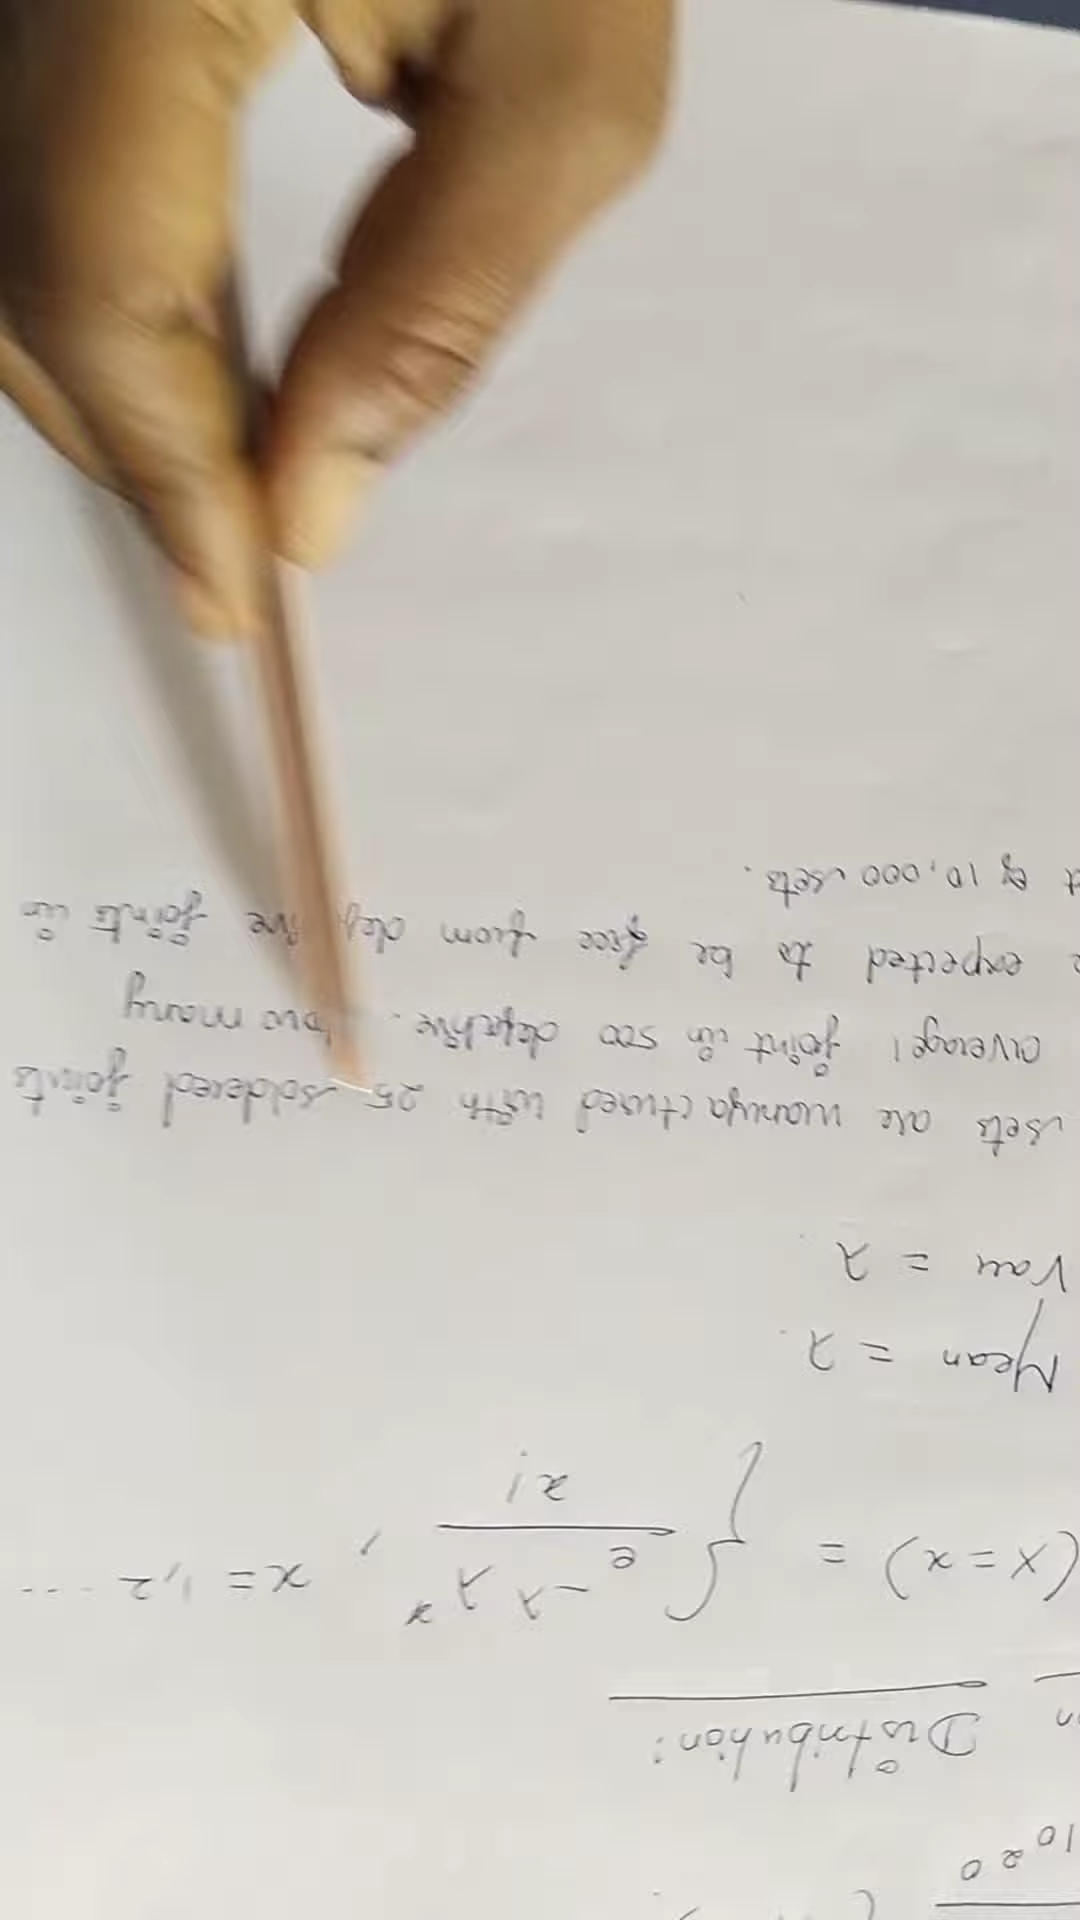 10 20
n Distribution:
(X = x) = { e^-λ λ^x / x! , x = 1,2 ----
Mean = λ.
Var = λ.
sets are manufactured with 25 soldered joints
average 1 joint in 500 defective. How many
expected to be free from defective joints in
10,000 sets.